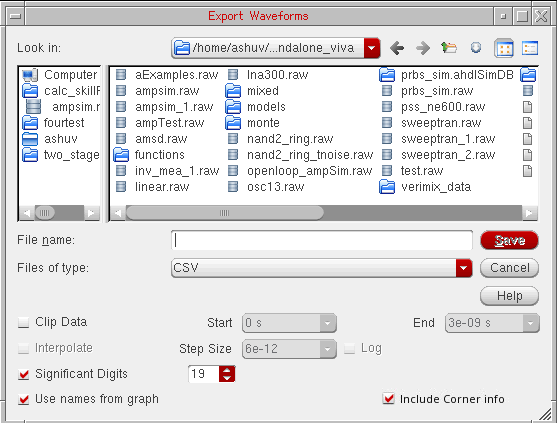 Export Waveforms
Look in: /home/ashuv/...ndalone_viva
Computer
calc_skillF
ampsim.r
fourtest
ashuv
two_stage
aExamples.raw
ampsim.raw
ampsim_1.raw
ampTest.raw
amsd.raw
functions
inv_mea_1.raw
linear.raw
lna300.raw
mixed
models
monte
nand2_ring.raw
nand2_ring_tnoise.raw
openloop_ampSim.raw
osc13.raw
prbs_sim.ahdlSimDB
prbs_sim.raw
pss_ne600.raw
sweeptran.raw
sweeptran_1.raw
sweeptran_2.raw
test.raw
verimix_data
File name: Save
Files of type: CSV Cancel
Help
Clip Data Start 0 s End 3e-09 s
Interpolate Step Size 6e-12 Log
Significant Digits 19
Use names from graph Include Corner info